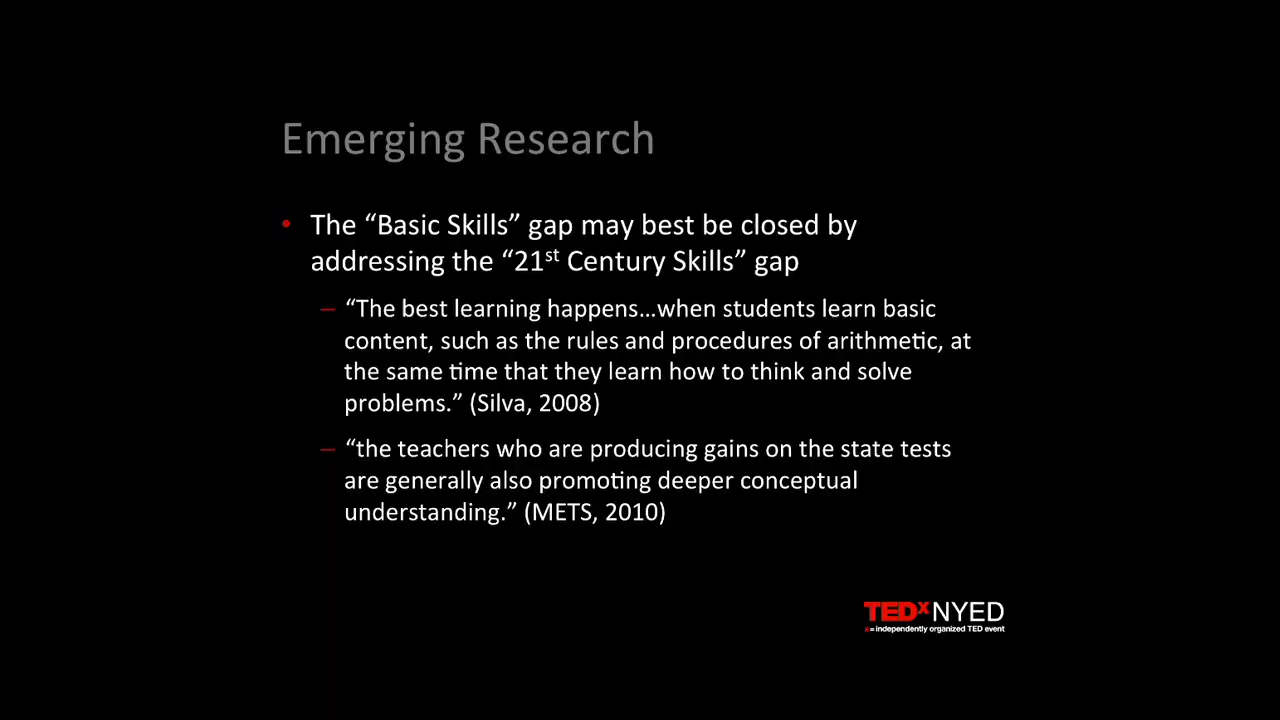 Emerging Research
• The “Basic Skills” gap may best be closed by
addressing the “21st Century Skills” gap
– “The best learning happens…when students learn basic
content, such as the rules and procedures of arithmetic, at
the same time that they learn how to think and solve
problems.” (Silva, 2008)
– “the teachers who are producing gains on the state tests
are generally also promoting deeper conceptual
understanding.” (METS, 2010)
TEDxNYED
x = independently organized TED event